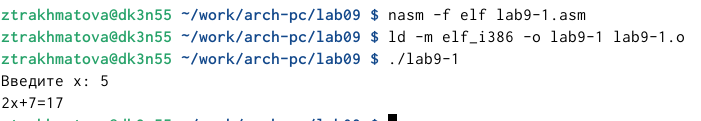 ztrakhmatova@dk3n55 ~/work/arch-pc/lab09 $ nasm -f elf lab9-1.asm
ztrakhmatova@dk3n55 ~/work/arch-pc/lab09 $ ld -m elf_i386 -o lab9-1 lab9-1.o
ztrakhmatova@dk3n55 ~/work/arch-pc/lab09 $ ./lab9-1
Введите x: 5
2x+7=17
ztrakhmatova@dk3n55 ~/work/arch-pc/lab09 $